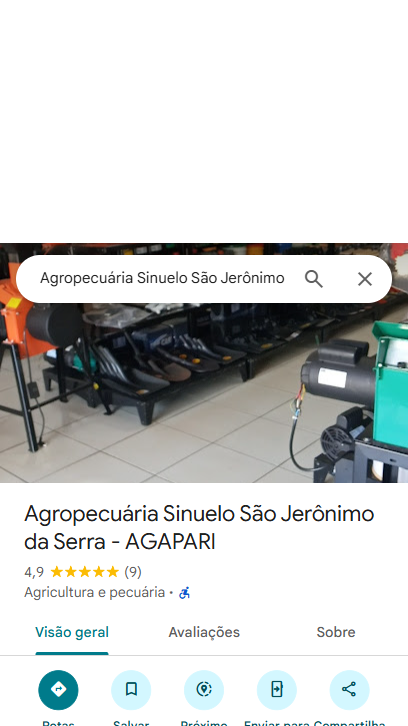 Agropecuária Sinuelo São Jerônimo
Agropecuária Sinuelo São Jerônimo
da Serra - AGAPARI
4,9 ★★★★★ (9)
Agricultura e pecuária ·
Visão geral Avaliações Sobre
Rotas Salvar Próximo Enviar para Compartilha